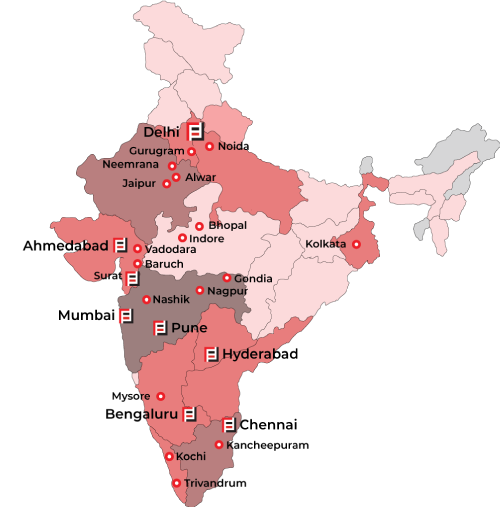 Delhi
Noida
Gurugram
Neemrana
Alwar
Jaipur
Bhopal
Indore
Ahmedabad
Vadodara
Kolkata
Baruch
Surat
Gondia
Nagpur
Nashik
Mumbai
Pune
Hyderabad
Mysore
Bengaluru
Chennai
Kancheepuram
Kochi
Trivandrum